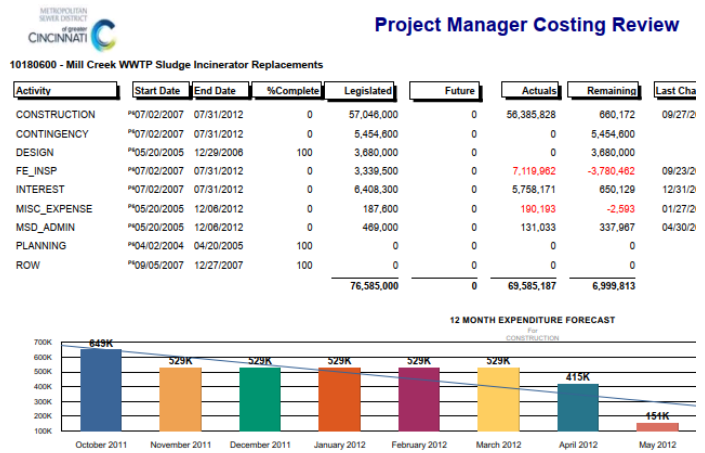 METROPOLITAN
SEWER DISTRICT
of greater
CINCINNATI
Project Manager Costing Review
10180600 - Mill Creek WWTP Sludge Incinerator Replacements
Activity Start Date End Date %Complete Legislated Future Actuals Remaining Last Cha
CONSTRUCTION 07/02/2007 07/31/2012 0 57,046,000 56,385,828 660,172 09/27/2
CONTINGENCY 07/02/2007 07/31/2012 0 5,454,600 0 5,454,600
DESIGN 05/20/2005 12/29/2006 100 3,680,000 0 3,680,000
FE_INSP 07/02/2007 07/31/2012 0 3,339,500 7,119,962 -3,780,462 09/23/2
INTEREST 07/02/2007 07/31/2012 0 6,408,300 5,758,171 650,129 12/31/2
MISC_EXPENSE 05/20/2005 12/06/2012 0 187,600 190,193 -2,593 01/27/2
MSD_ADMIN 05/20/2005 12/06/2012 0 469,000 131,033 337,967 04/30/2
PLANNING 04/02/2004 04/20/2005 100 0 0 0
ROW 09/05/2007 12/27/2007 100 0 0 0
76,585,000 0 69,585,187 6,999,813
12 MONTH EXPENDITURE FORECAST
For
CONSTRUCTION
700K
600K
500K
400K
300K
200K
100K
649K 529K 529K 529K 529K 529K 415K 151K
October 2011 November 2011 December 2011 January 2012 February 2012 March 2012 April 2012 May 2012